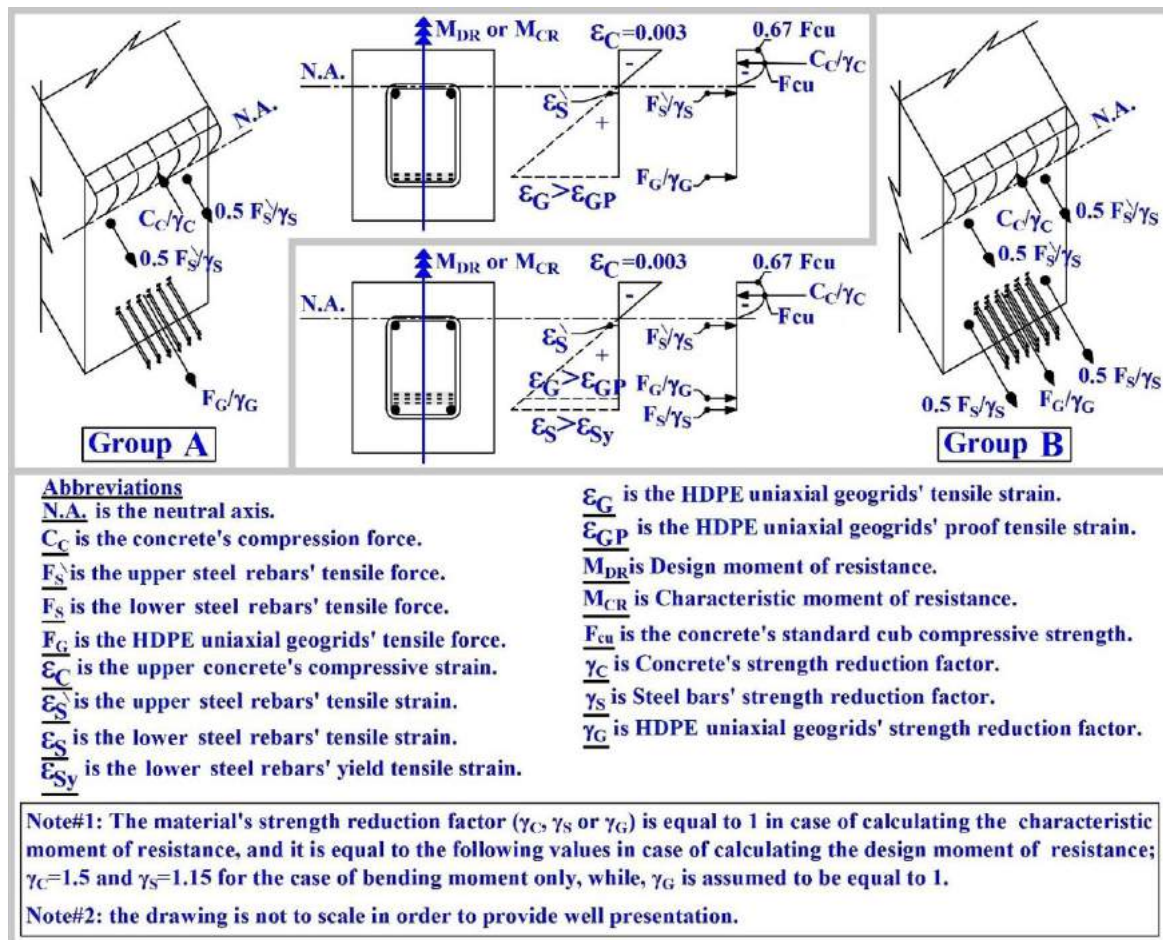 M_DR or M_CR
ε_C=0.003
0.67 Fcu
N.A.
C_C/γ_C
Fcu
ε_S`
F_S`/γ_S
-
-
+
ε_G>ε_GP
F_G/γ_G
N.A.
C_C/γ_C
0.5 F_S`/γ_S
0.5 F_S`/γ_S
F_G/γ_G
Group A
M_DR or M_CR
ε_C=0.003
0.67 Fcu
N.A.
C_C/γ_C
Fcu
ε_S`
F_S`/γ_S
-
-
+
ε_G>ε_GP
F_G/γ_G
ε_S>ε_Sy
F_S/γ_S
N.A.
C_C/γ_C
0.5 F_S`/γ_S
0.5 F_S`/γ_S
0.5 F_S/γ_S
0.5 F_S/γ_S
F_G/γ_G
Group B
Abbreviations
N.A. is the neutral axis.
C_C is the concrete's compression force.
F_S` is the upper steel rebars' tensile force.
F_S is the lower steel rebars' tensile force.
F_G is the HDPE uniaxial geogrids' tensile force.
ε_C is the upper concrete's compressive strain.
ε_S` is the upper steel rebars' tensile strain.
ε_S is the lower steel rebars' tensile strain.
ε_Sy is the lower steel rebars' yield tensile strain.
ε_G is the HDPE uniaxial geogrids' tensile strain.
ε_GP is the HDPE uniaxial geogrids' proof tensile strain.
M_DR is Design moment of resistance.
M_CR is Characteristic moment of resistance.
F_cu is the concrete's standard cub compressive strength.
γ_C is Concrete's strength reduction factor.
γ_S is Steel bars' strength reduction factor.
γ_G is HDPE uniaxial geogrids' strength reduction factor.
Note#1: The material's strength reduction factor (γ_C, γ_S or γ_G) is equal to 1 in case of calculating the characteristic
moment of resistance, and it is equal to the following values in case of calculating the design moment of resistance;
γ_C=1.5 and γ_S=1.15 for the case of bending moment only, while, γ_G is assumed to be equal to 1.
Note#2: the drawing is not to scale in order to provide well presentation.